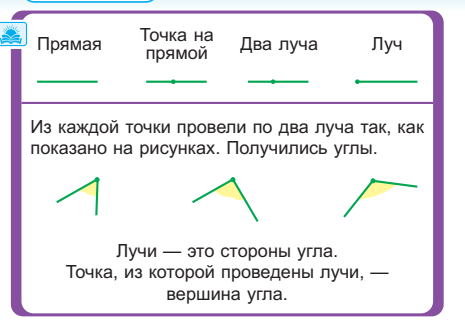 Прямая
Точка на
прямой
Два луча
Луч
Из каждой точки провели по два луча так, как
показано на рисунках. Получились углы.
Лучи — это стороны угла.
Точка, из которой проведены лучи, —
вершина угла.